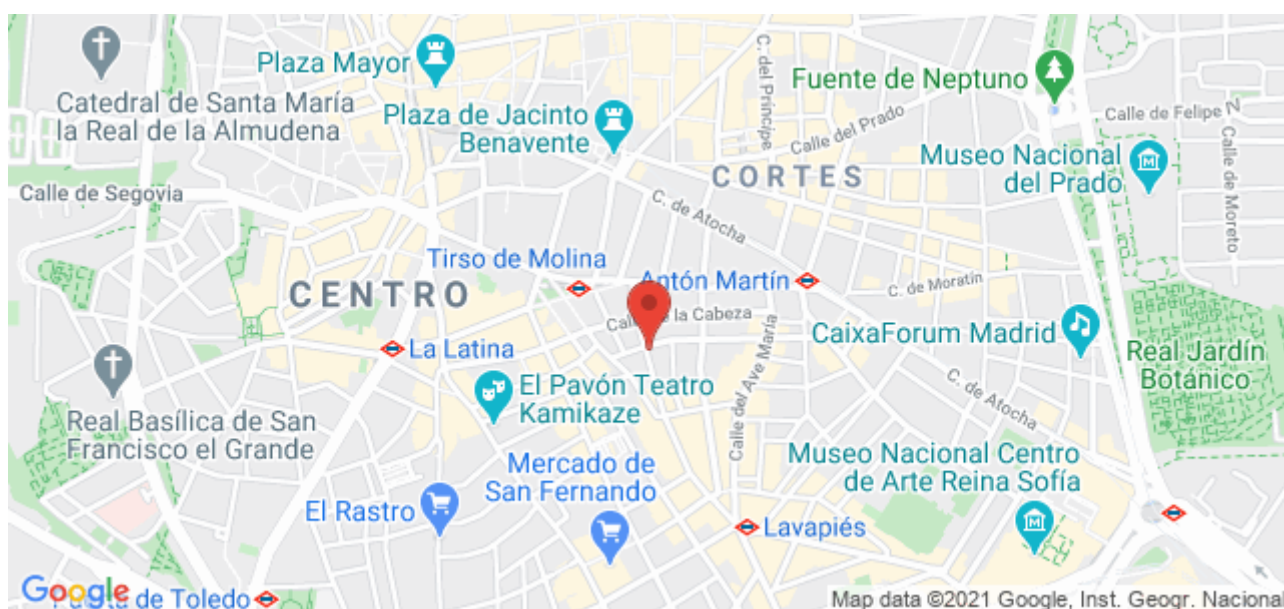 Plaza Mayor
Catedral de Santa María
la Real de la Almudena
Plaza de Jacinto
Benavente
C. del Príncipe
Calle del Prado
Fuente de Neptuno
Calle de Felipe IV
Calle de Moreto
Museo Nacional
del Prado
CORTES
Calle de Segovia
C. de Atocha
Tirso de Molina
Antón Martín
C. de Moratín
CENTRO
Calle de la Cabeza
La Latina
Calle del Ave María
CaixaForum Madrid
Real Jardín
Botánico
El Pavón Teatro
Kamikaze
C. de Atocha
Real Basílica de San
Francisco el Grande
Mercado de
San Fernando
Museo Nacional Centro
de Arte Reina Sofía
El Rastro
Lavapiés
Google
de Toledo
Map data ©2021 Google, Inst. Geogr. Naciona